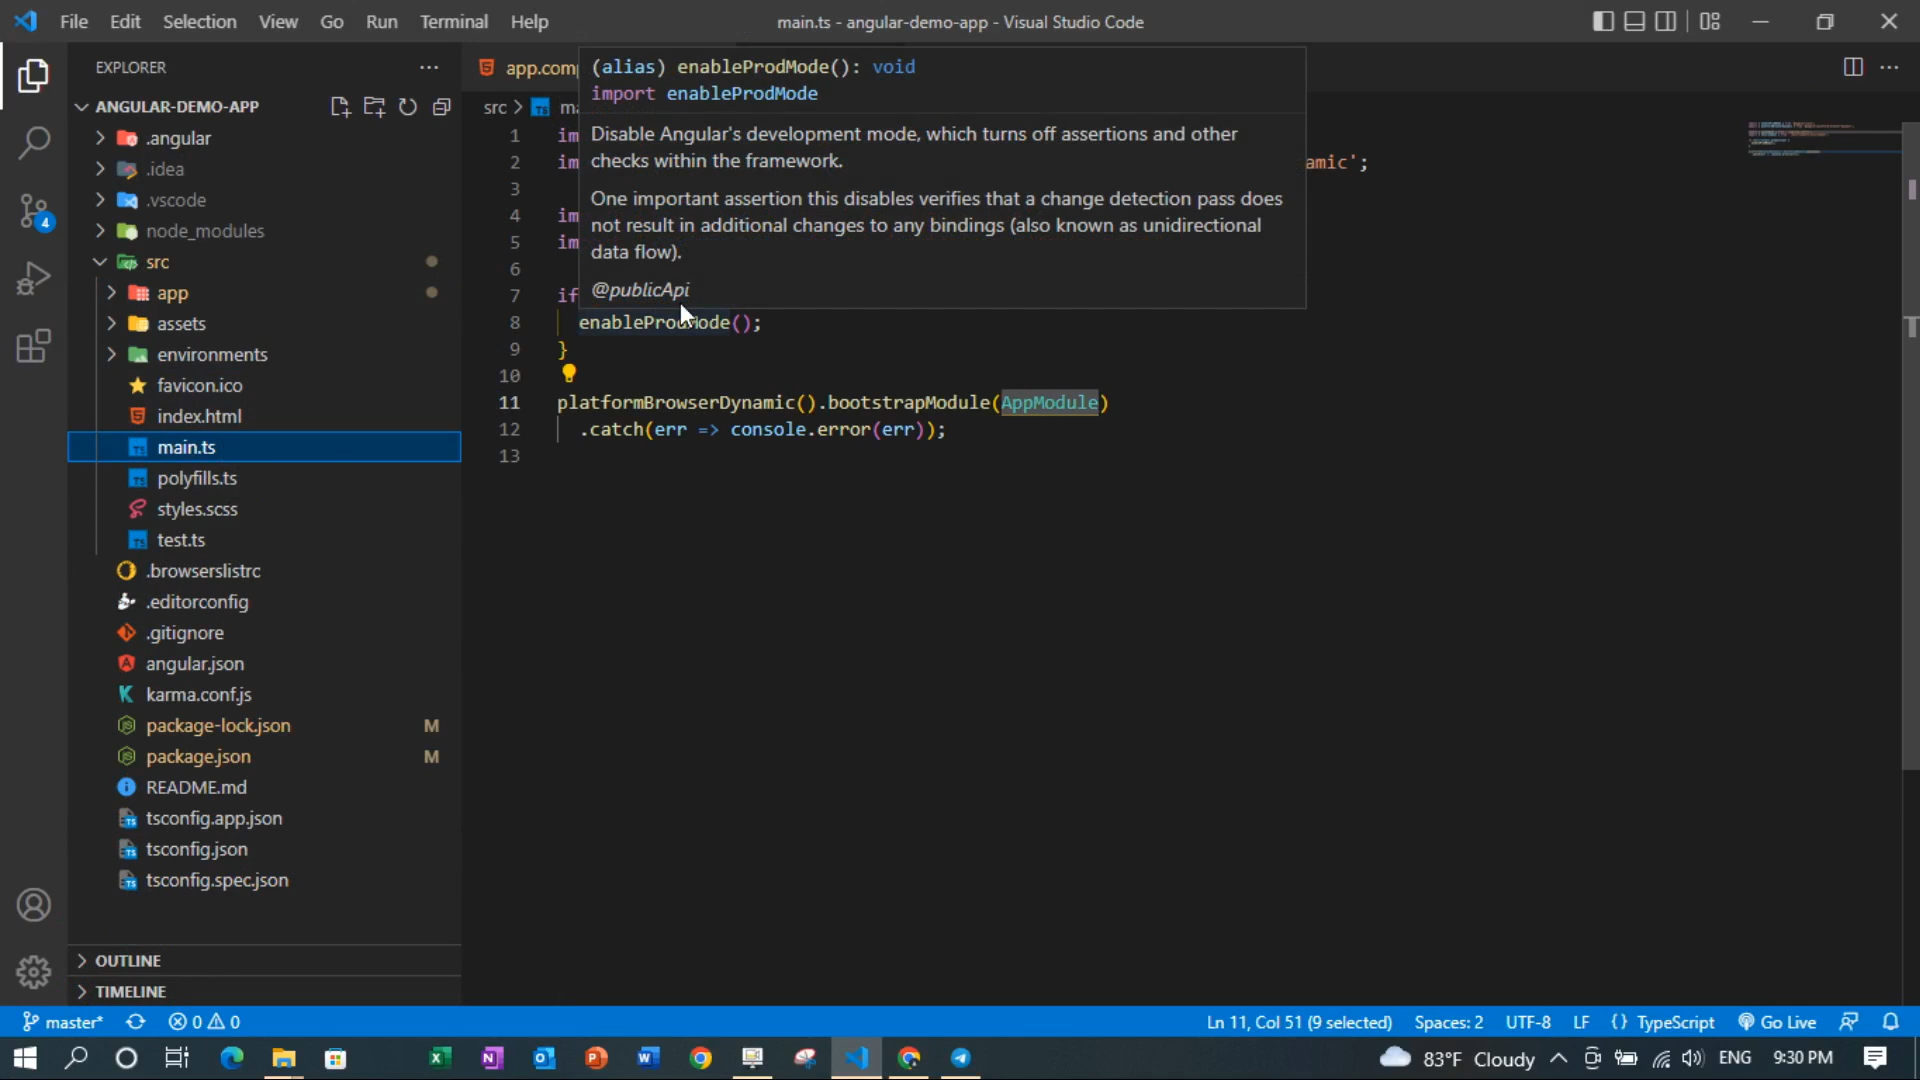 File Edit Selection View Go Run Terminal Help
main.ts - angular-demo-app - Visual Studio Code
EXPLORER
ANGULAR-DEMO-APP
.angular
.idea
.vscode
node_modules
src
app
assets
environments
favicon.ico
index.html
main.ts
polyfills.ts
styles.scss
test.ts
.browserslistrc
.editorconfig
.gitignore
angular.json
karma.conf.js
package-lock.json M
package.json M
README.md
tsconfig.app.json
tsconfig.json
tsconfig.spec.json
OUTLINE
TIMELINE
4
app.comp
src > TS ma
(alias) enableProdMode(): void
import enableProdMode
Disable Angular's development mode, which turns off assertions and other
checks within the framework.
One important assertion this disables verifies that a change detection pass does
not result in additional changes to any bindings (also known as unidirectional
data flow).
@publicApi
1 im
2 im amic';
3
4 im
5 im
6
7 if
8 enableProdMode();
9 }
10
11 platformBrowserDynamic().bootstrapModule(AppModule)
12 .catch(err => console.error(err));
13
master* 0 0 Ln 11, Col 51 (9 selected) Spaces: 2 UTF-8 LF {} TypeScript Go Live
83°F Cloudy ENG 9:30 PM